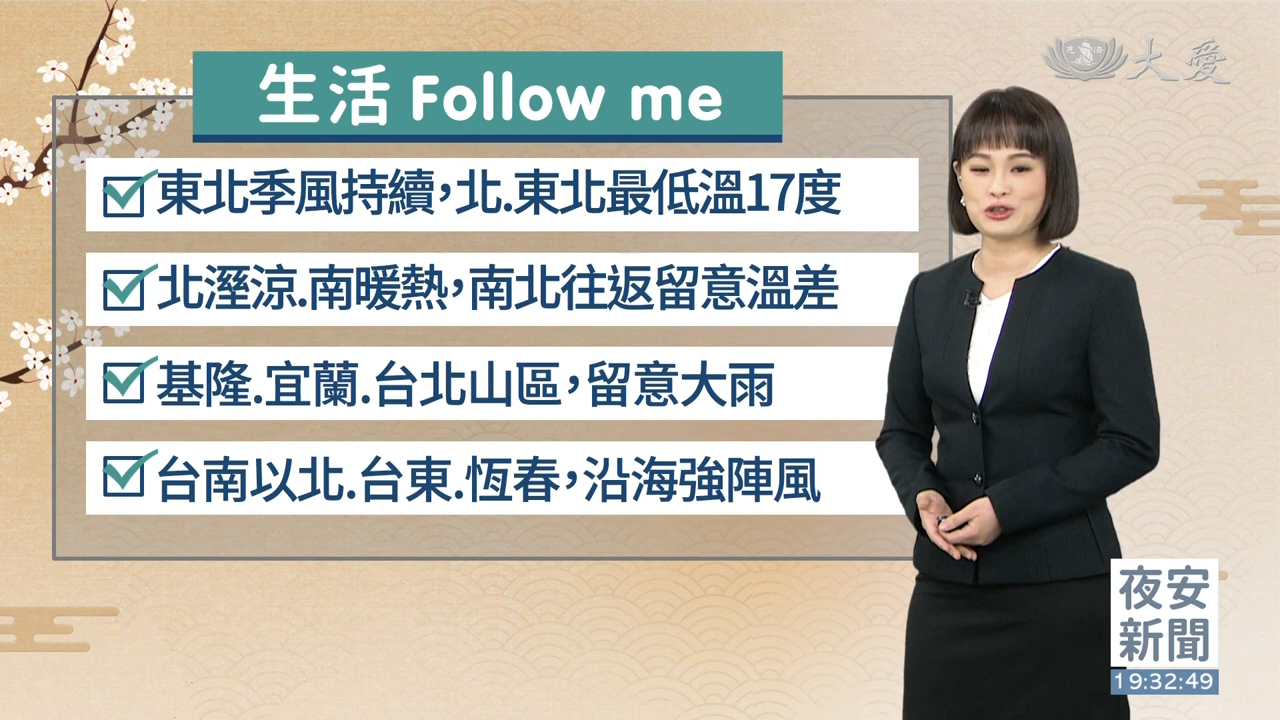 生活 Follow me
大愛
東北季風持續，北.東北最低溫17度
北溼涼.南暖熱，南北往返留意溫差
基隆.宜蘭.台北山區，留意大雨
台南以北.台東.恆春，沿海強陣風
夜安
新聞
19:32:49